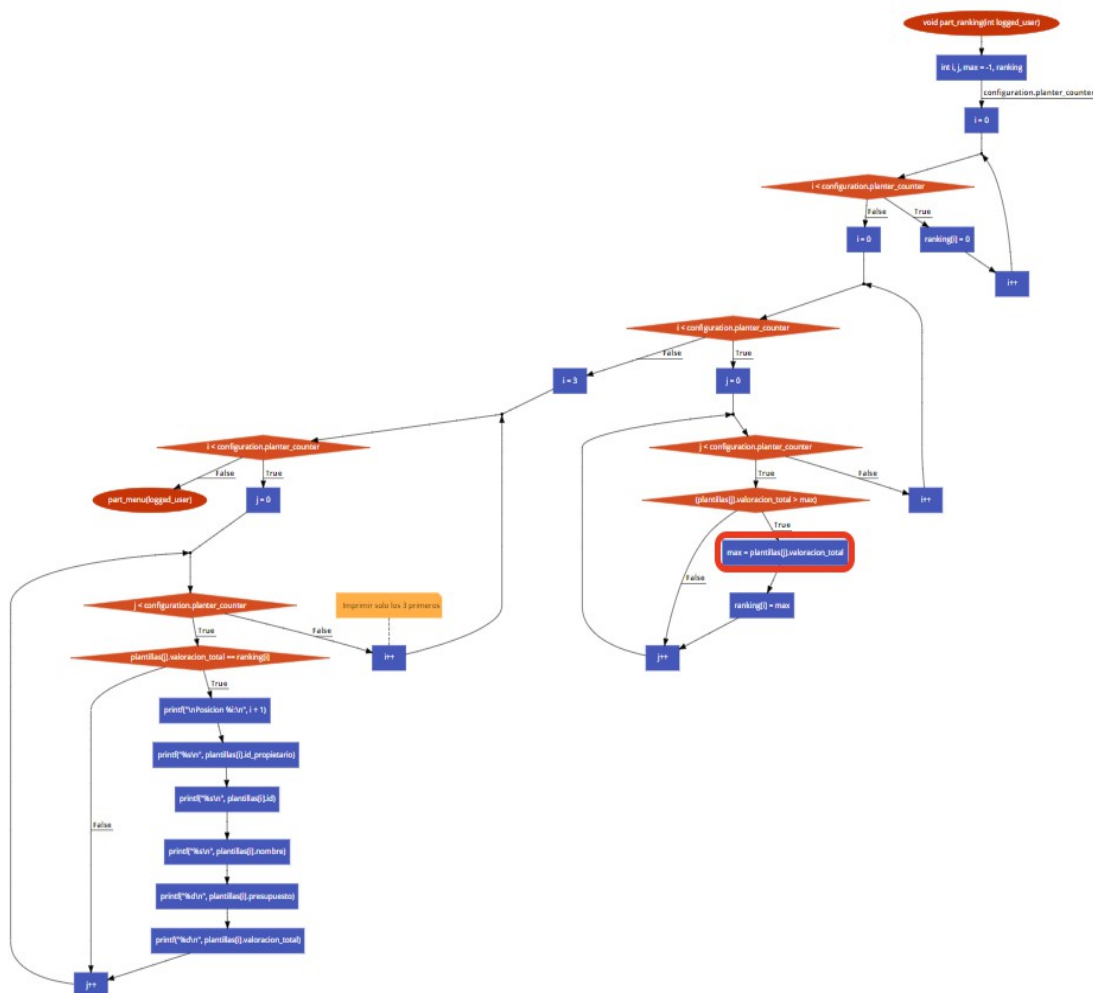 void part_ranking(int logged_user)
int i, j, max = -1, ranking
configuration.planter_counter
i = 0
i < configuration.planter_counter
False
True
i = 0
ranking[i] = 0
i++
i < configuration.planter_counter
False
True
i = 3
j = 0
i < configuration.planter_counter
False
True
part_menu(logged_user)
j = 0
j < configuration.planter_counter
True
False
i++
(plantillas[j].valoracion_total > max)
True
False
max = plantillas[j].valoracion_total
ranking[i] = max
j++
j < configuration.planter_counter
True
False
Imprimir solo los 3 primeros
i++
plantillas[j].valoracion_total == ranking[i]
True
False
printf("\nPosicion %i:\n", i + 1)
printf("%s\n", plantillas[i].id_propietario)
printf("%s\n", plantillas[i].id)
printf("%s\n", plantillas[i].nombre)
printf("%d\n", plantillas[i].presupuesto)
printf("%d\n", plantillas[i].valoracion_total)
j++